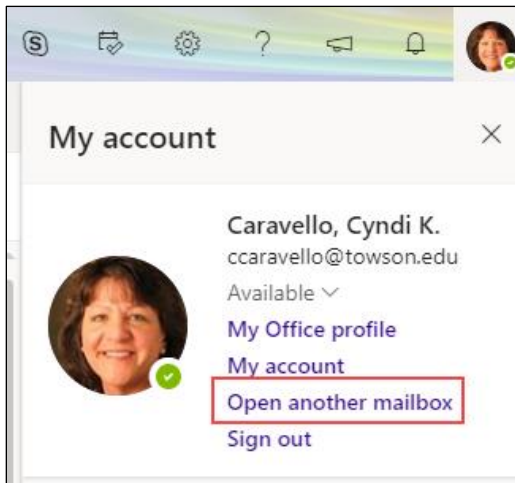 S
?
My account
Caravello, Cyndi K.
ccaravello@towson.edu
Available
My Office profile
My account
Open another mailbox
Sign out